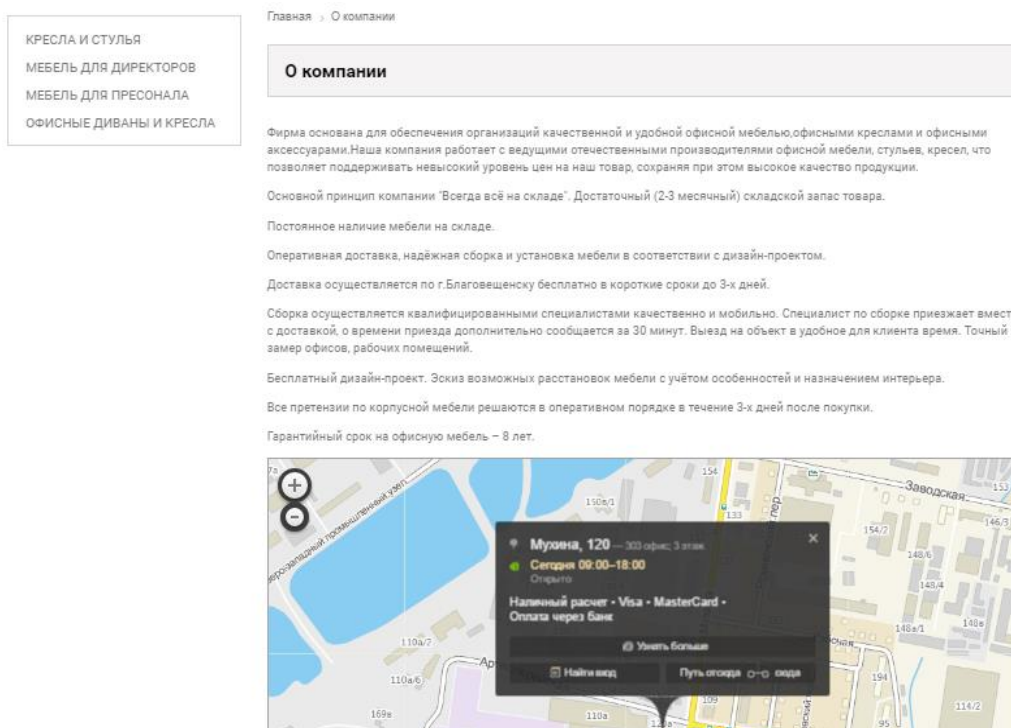 Главная > О компании
КРЕСЛА И СТУЛЬЯ
МЕБЕЛЬ ДЛЯ ДИРЕКТОРОВ
МЕБЕЛЬ ДЛЯ ПРЕСОНАЛА
ОФИСНЫЕ ДИВАНЫ И КРЕСЛА
О компании
Фирма основана для обеспечения организаций качественной и удобной офисной мебелью,офисными креслами и офисными
аксессуарами.Наша компания работает с ведущими отечественными производителями офисной мебели, стульев, кресел, что
позволяет поддерживать невысокий уровень цен на наш товар, сохраняя при этом высокое качество продукции.
Основной принцип компании "Всегда всё на складе". Достаточный (2-3 месячный) складской запас товара.
Постоянное наличие мебели на складе.
Оперативная доставка, надёжная сборка и установка мебели в соответствии с дизайн-проектом.
Доставка осуществляется по г.Благовещенску бесплатно в короткие сроки до 3-х дней.
Сборка осуществляется квалифицированными специалистами качественно и мобильно. Специалист по сборке приезжает вмест
с доставкой, о времени приезда дополнительно сообщается за 30 минут. Выезд на объект в удобное для клиента время. Точный
замер офисов, рабочих помещений.
Бесплатный дизайн-проект. Эскиз возможных расстановок мебели с учётом особенностей и назначением интерьера.
Все претензии по корпусной мебели решаются в оперативном порядке в течение 3-х дней после покупки.
Гарантийный срок на офисную мебель – 8 лет.
7а
154
Заводская
153
150в/1
133
146/3
154/2
148/6
148/4
148в/1
148в
веро-западный промышленный узел
пер
Мухина, 120 — 303 офис; 3 этаж
Сегодня 09:00–18:00
Открыто
Наличный расчет • Visa • MasterCard •
Оплата через банк
Узнать больше
Найти вход
Путь отсюда сюда
110а/2
110а/6
169в
110а
109
194
95
114/2